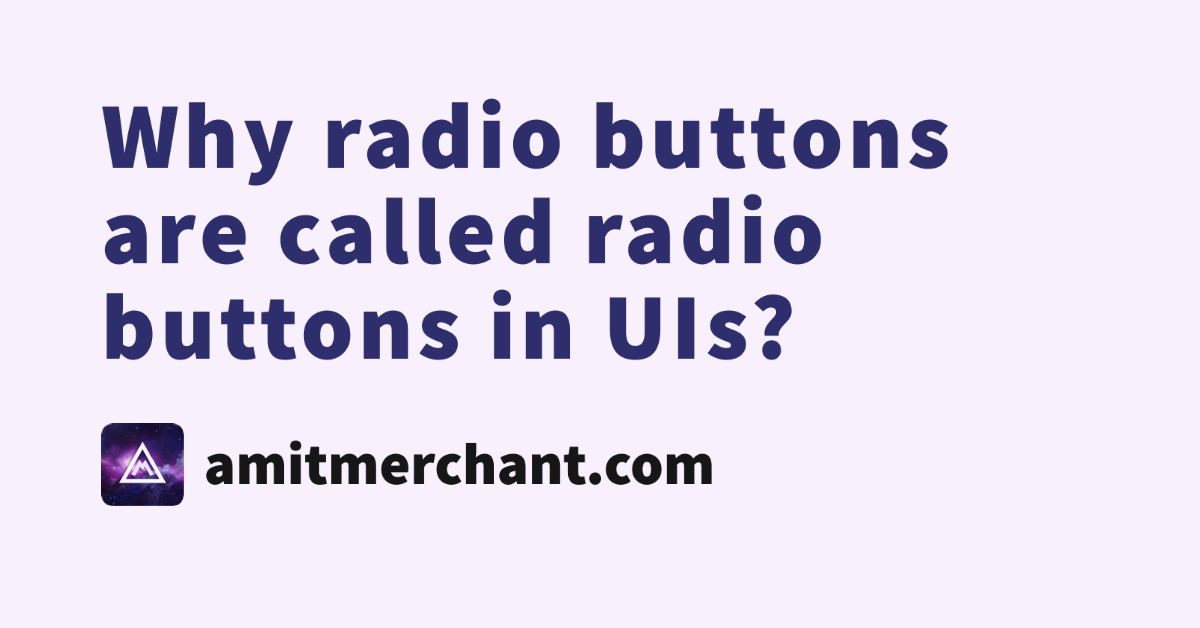 Why radio buttons
are called radio
buttons in UIs?
amitmerchant.com